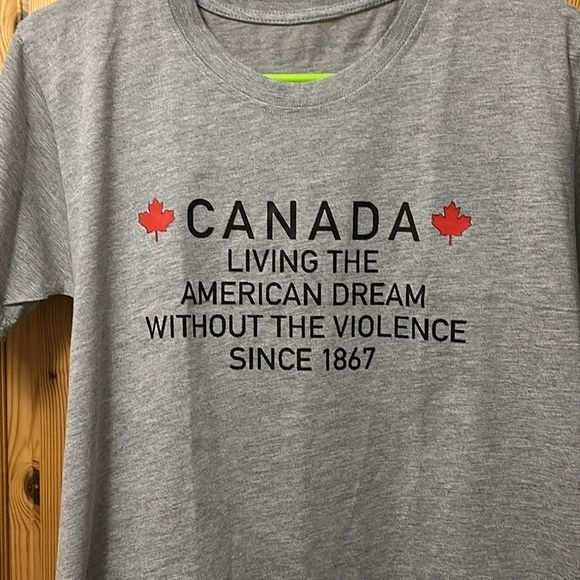 CANADA
LIVING THE
AMERICAN DREAM
WITHOUT THE VIOLENCE
SINCE 1867